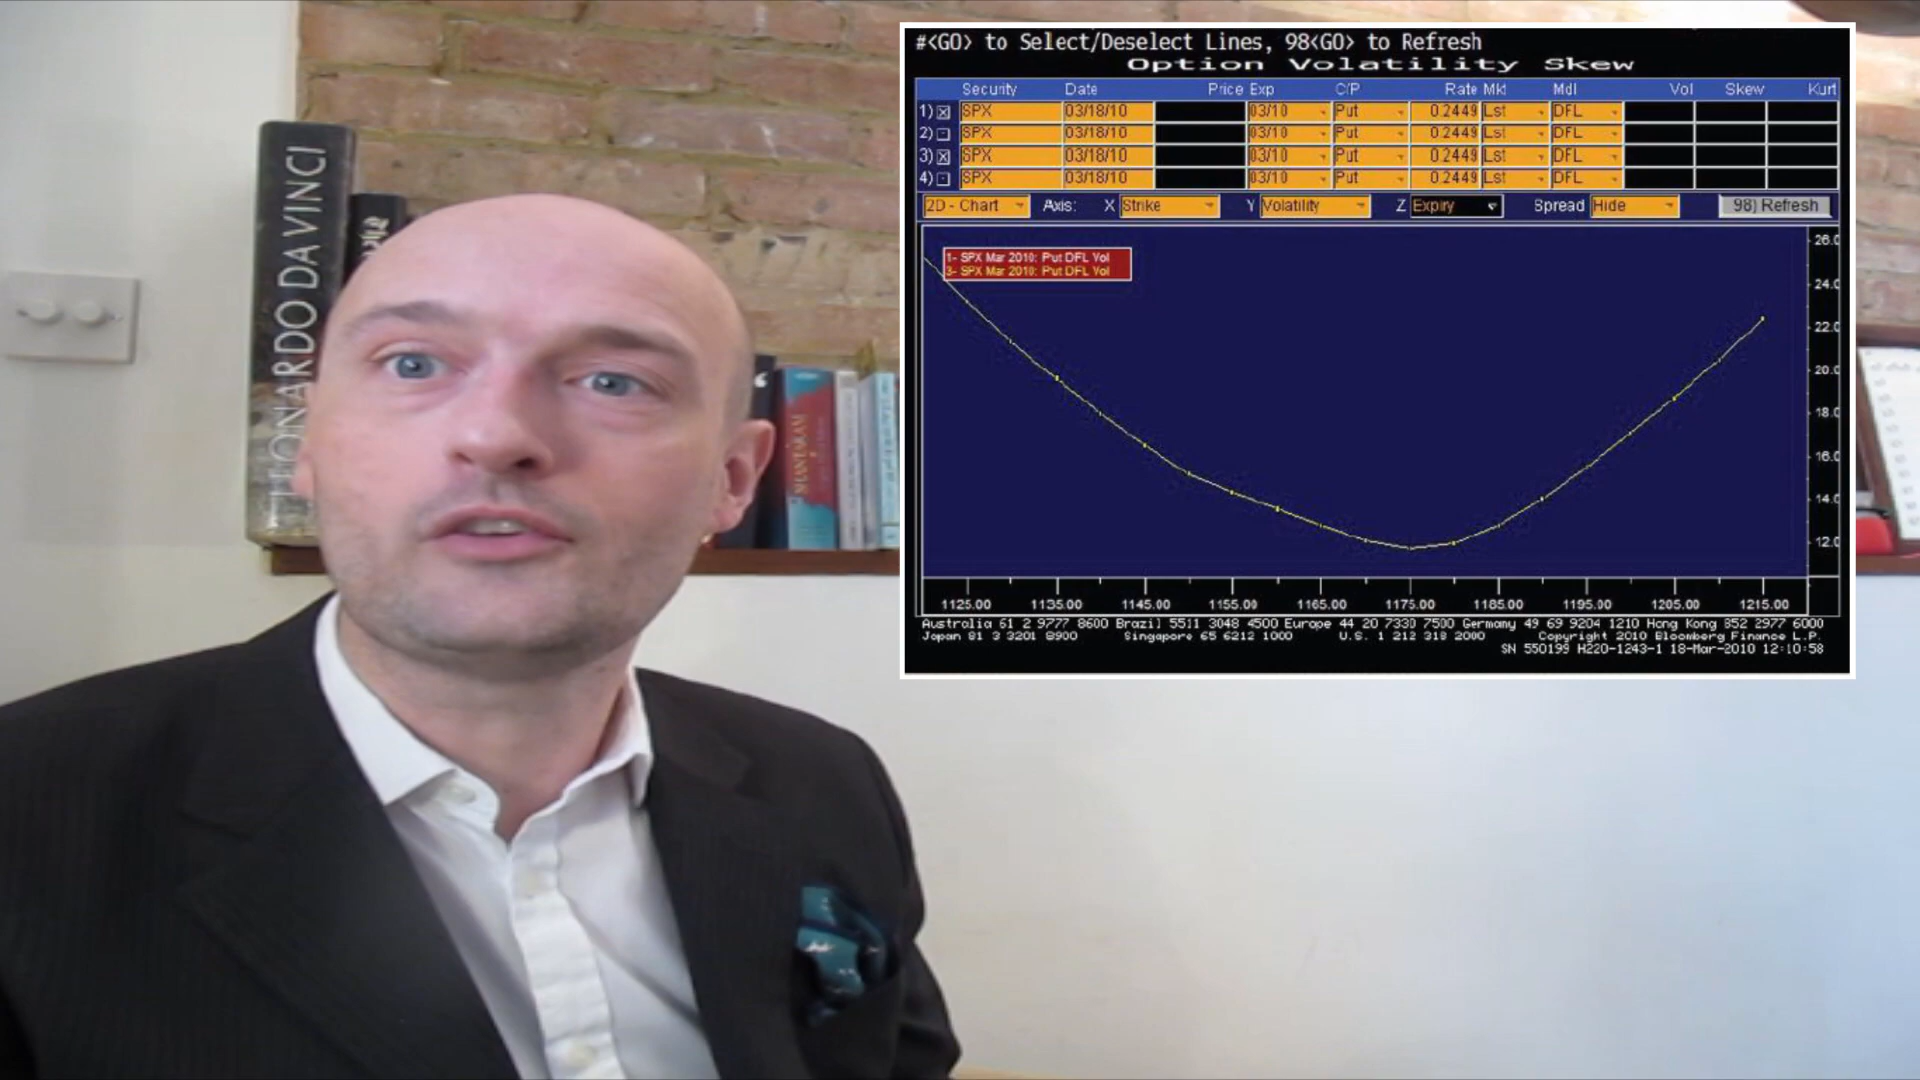 #<GO> to Select/Deselect Lines, 98<GO> to Refresh
Option Volatility Skew
Security Date Price Exp C/P Rate Mkt Mdl Vol Skew Kurt
1) SPX 03/18/10 03/10 Put 0.2449 Lst DFL
2) SPX 03/18/10 03/10 Put 0.2449 Lst DFL
3) SPX 03/18/10 03/10 Put 0.2449 Lst DFL
4) SPX 03/18/10 03/10 Put 0.2449 Lst DFL
2D - Chart Axis: X Strike Y Volatility Z Expiry Spread Hide 98) Refresh
1- SPX Mar 2010: Put DFL Vol
3- SPX Mar 2010: Put DFL Vol
26.0
24.0
22.0
20.0
18.0
16.0
14.0
12.0
1125.00 1135.00 1145.00 1155.00 1165.00 1175.00 1185.00 1195.00 1205.00 1215.00
Australia 61 2 9777 8600 Brazil 5511 3048 4500 Europe 44 20 7330 7500 Germany 49 69 9204 1210 Hong Kong 852 2977 6000
Japan 81 3 3201 8900 Singapore 65 6212 1000 U.S. 1 212 318 2000 Copyright 2010 Bloomberg Finance L.P.
SN 550199 H220-1243-1 18-Mar-2010 12:10:58
LEONARDO DA VINCI
SHANTARAM